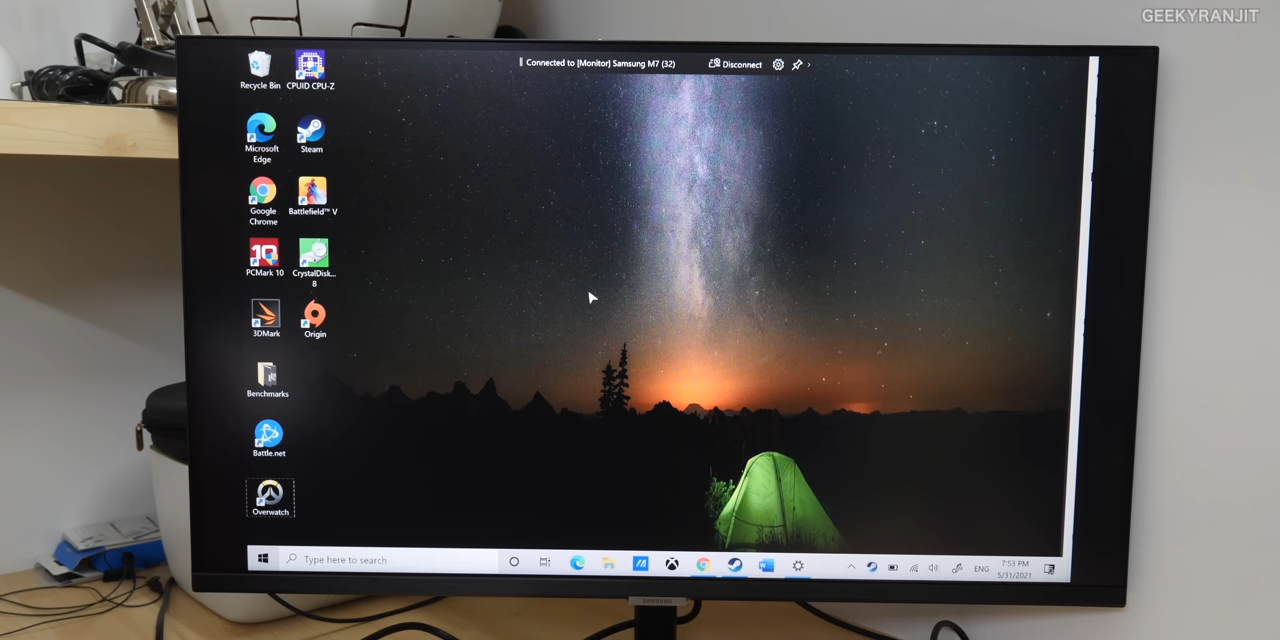 GEEKYRANJIT
Connected to [Monitor] Samsung M7 (32)
Disconnect
Recycle Bin
CPUID CPU-Z
Microsoft
Edge
Steam
Google
Chrome
Battlefield™ V
10
PCMark 10
CrystalDisk...
8
3DMark
Origin
Benchmarks
Battle.net
Overwatch
Type here to search
ENG
7:53 PM
5/31/2021
SAMSUNG